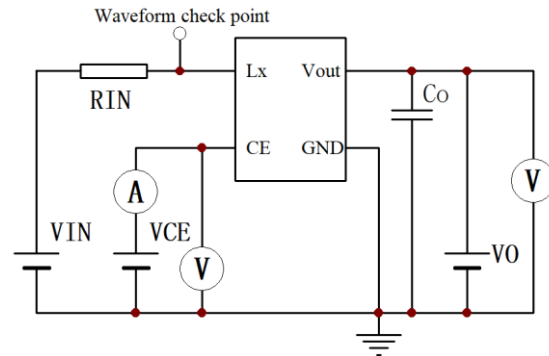 Waveform check point
RIN
Lx
Vout
CO
CE
GND
A
V
VIN
VCE
V
VO